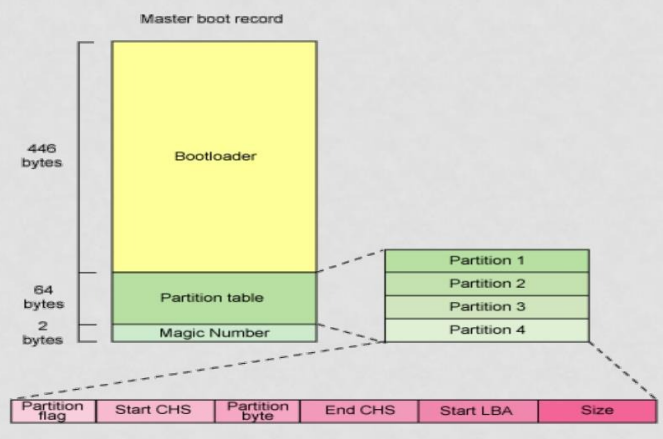 Master boot record
446
bytes
Bootloader
64
bytes
Partition table
2
bytes
Magic Number
Partition 1
Partition 2
Partition 3
Partition 4
Partition
flag
Start CHS
Partition
byte
End CHS
Start LBA
Size